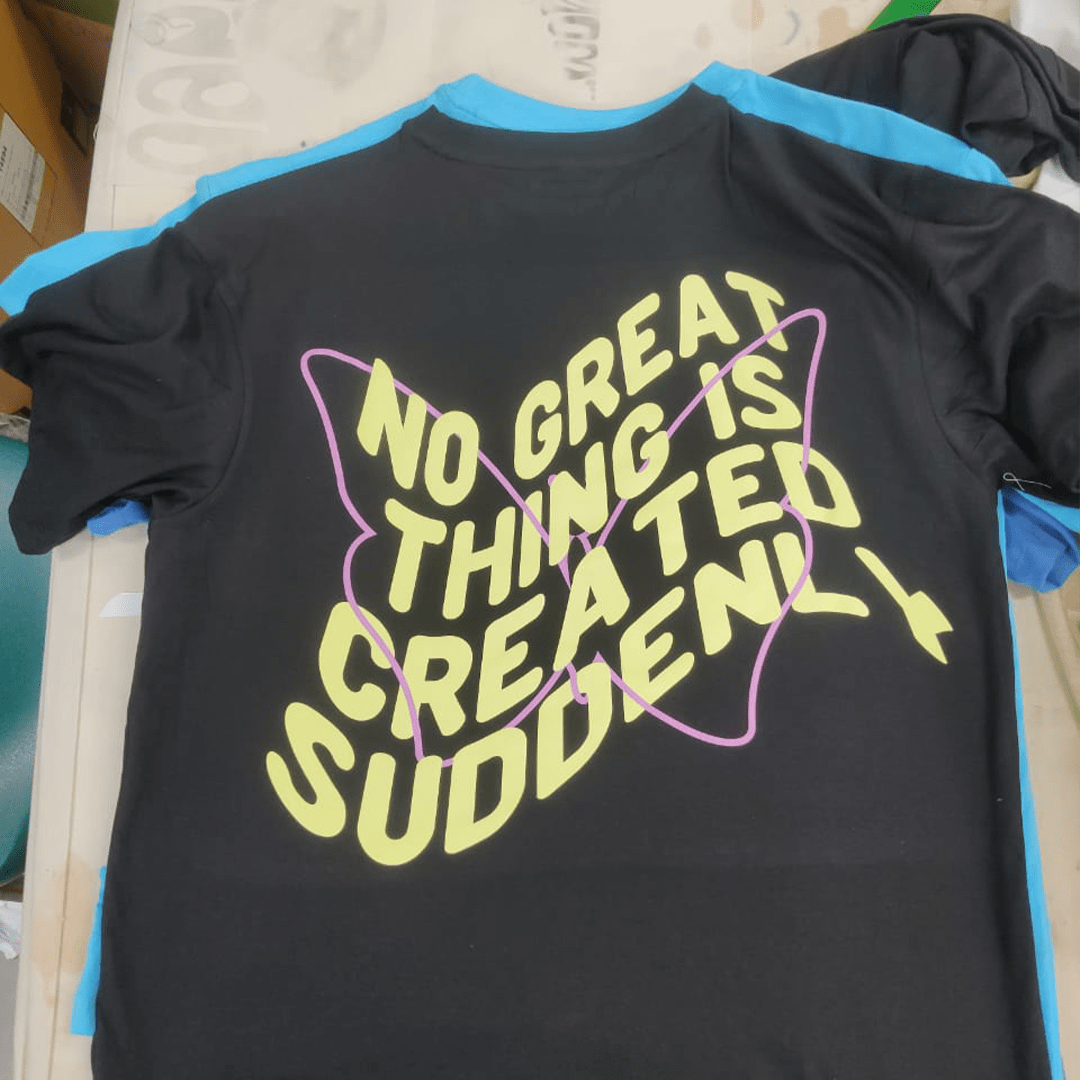 NO GREAT
THING IS
CREATED
SUDDENLY